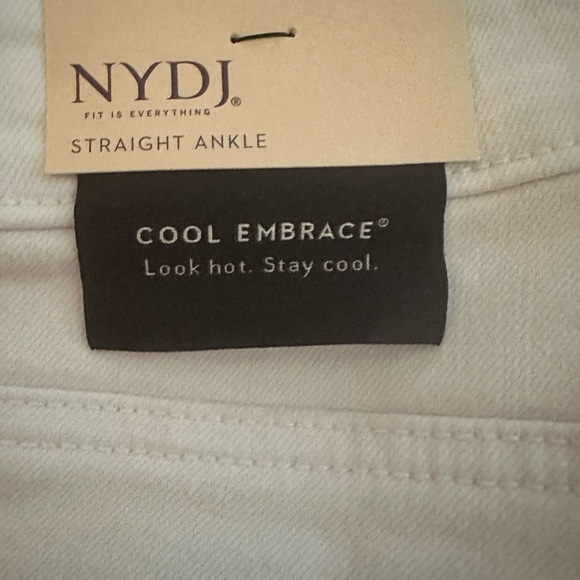 NYDJ®
FIT IS EVERYTHING
STRAIGHT ANKLE
COOL EMBRACE®
Look hot. Stay cool.